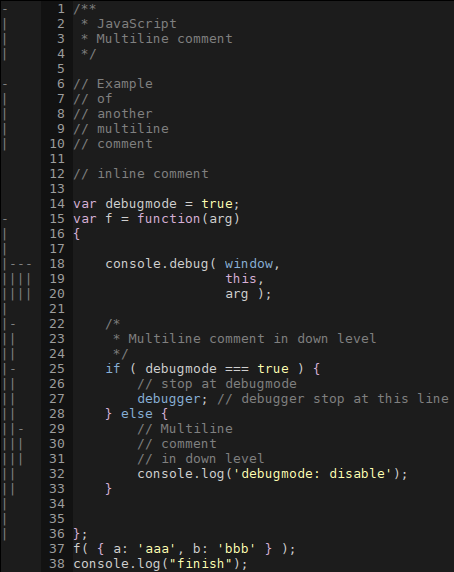 -     1 /**
|     2  * JavaScript
|     3  * Multiline comment
|     4  */
      5
-     6 // Example
|     7 // of
|     8 // another
|     9 // multiline
|    10 // comment
     11
     12 // inline comment
     13
     14 var debugmode = true;
-    15 var f = function(arg)
|    16 {
|    17
|--- 18     console.debug( window,
|||| 19                    this,
|||| 20                    arg );
|    21
|-   22     /*
||   23      * Multiline comment in down level
||   24      */
|-   25     if ( debugmode === true ) {
||   26         // stop at debugmode
||   27         debugger; // debugger stop at this line
||   28     } else {
||-  29         // Multiline
|||  30         // comment
|||  31         // in down level
||   32         console.log('debugmode: disable');
||   33     }
|    34
|    35
|    36 };
     37 f( { a: 'aaa', b: 'bbb' } );
     38 console.log("finish");